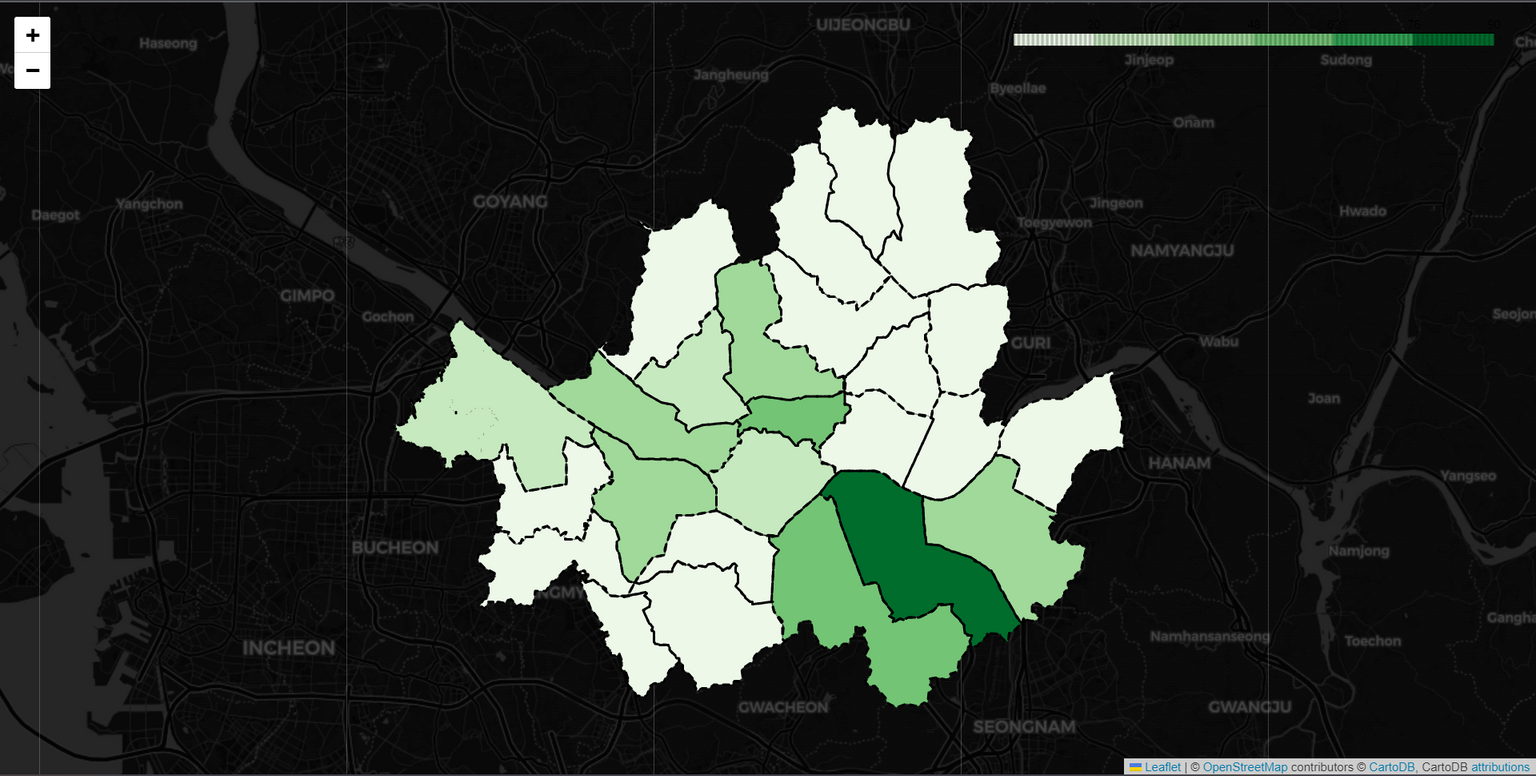 +
−
UIJEONGBU
Haseong
Jinjeop
Sudong
Jangheung
Byeollae
Onam
GOYANG
Yangchon
Daegot
Jingeon
Hwado
Toegyewon
NAMYANGJU
GIMPO
Gochon
Seojon
GURI
Wabu
Joan
HANAM
Yangseo
BUCHEON
Namjong
NGMY
Gangha
Namhansanseong
Toechon
INCHEON
GWACHEON
GWANGJU
SEONGNAM
Leaflet | © OpenStreetMap contributors © CartoDB, CartoDB attributions